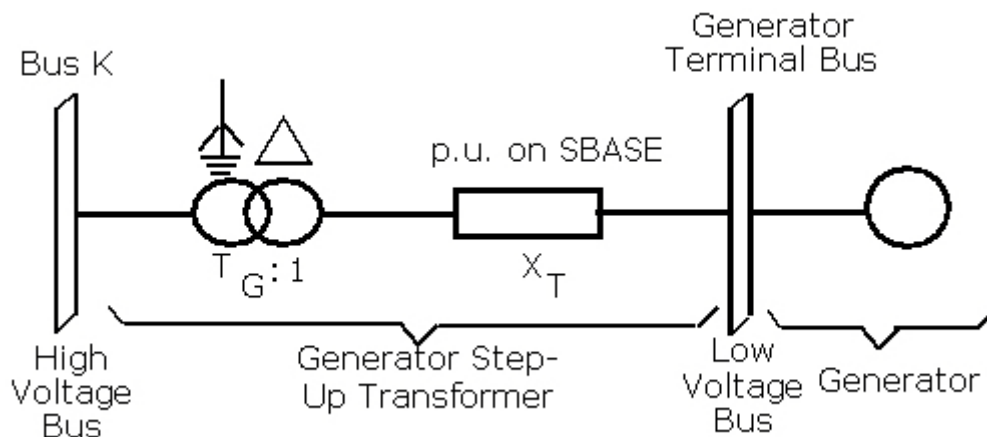 Bus K
Generator
Terminal Bus
p.u. on SBASE
T G : 1
X T
High
Voltage
Bus
Generator Step-
Up Transformer
Low
Voltage
Bus
Generator